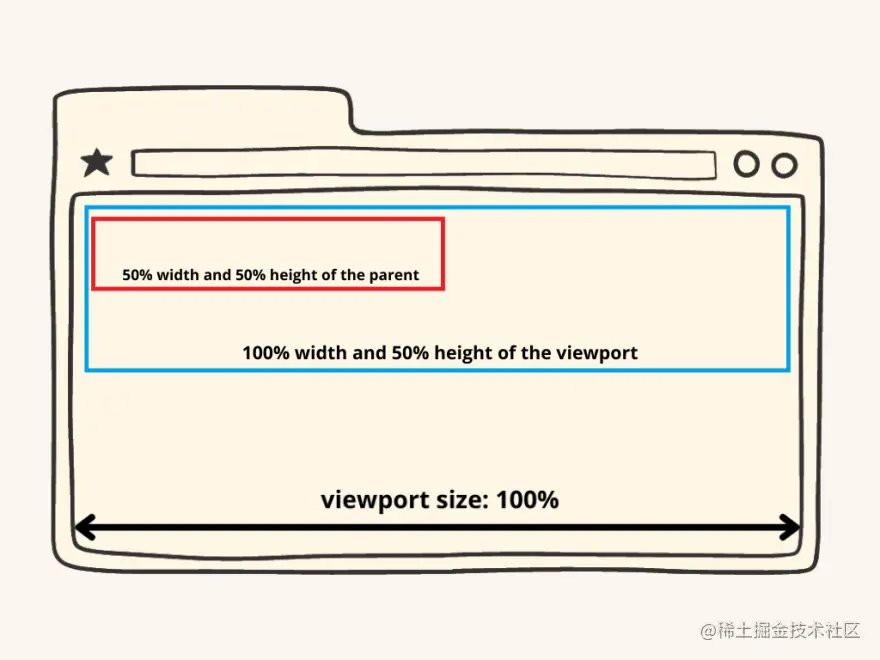 50% width and 50% height of the parent
100% width and 50% height of the viewport
viewport size: 100%
@稀土掘金技术社区